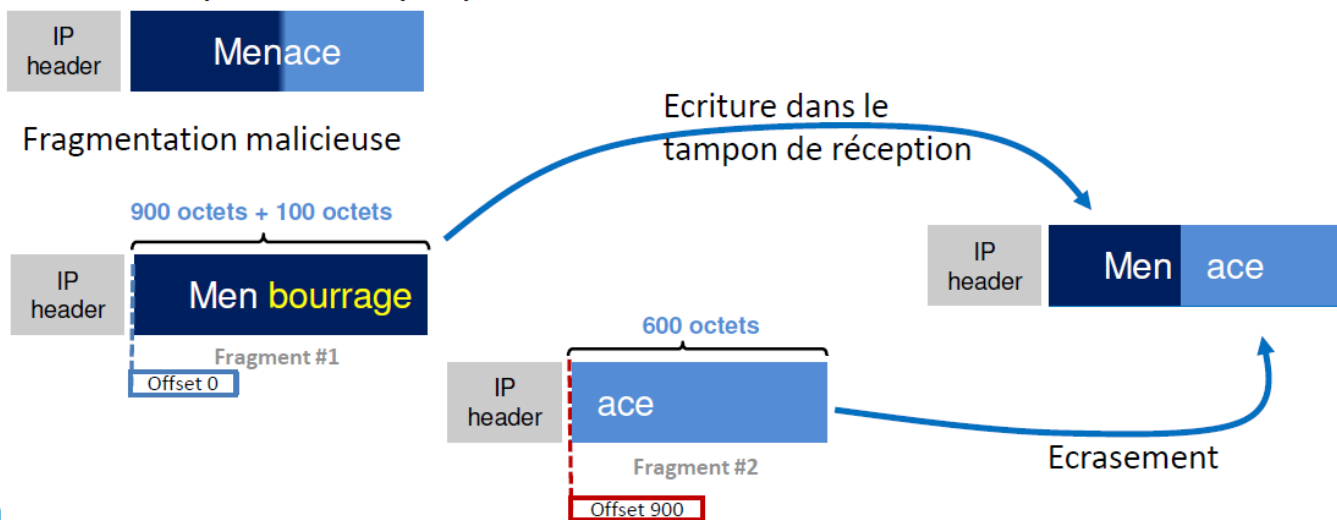 IP
header
Menace
Fragmentation malicieuse
Ecriture dans le
tampon de réception
900 octets + 100 octets
IP
header
Men bourrage
Fragment #1
Offset 0
IP
header
Men ace
600 octets
IP
header
ace
Fragment #2
Offset 900
Ecrasement